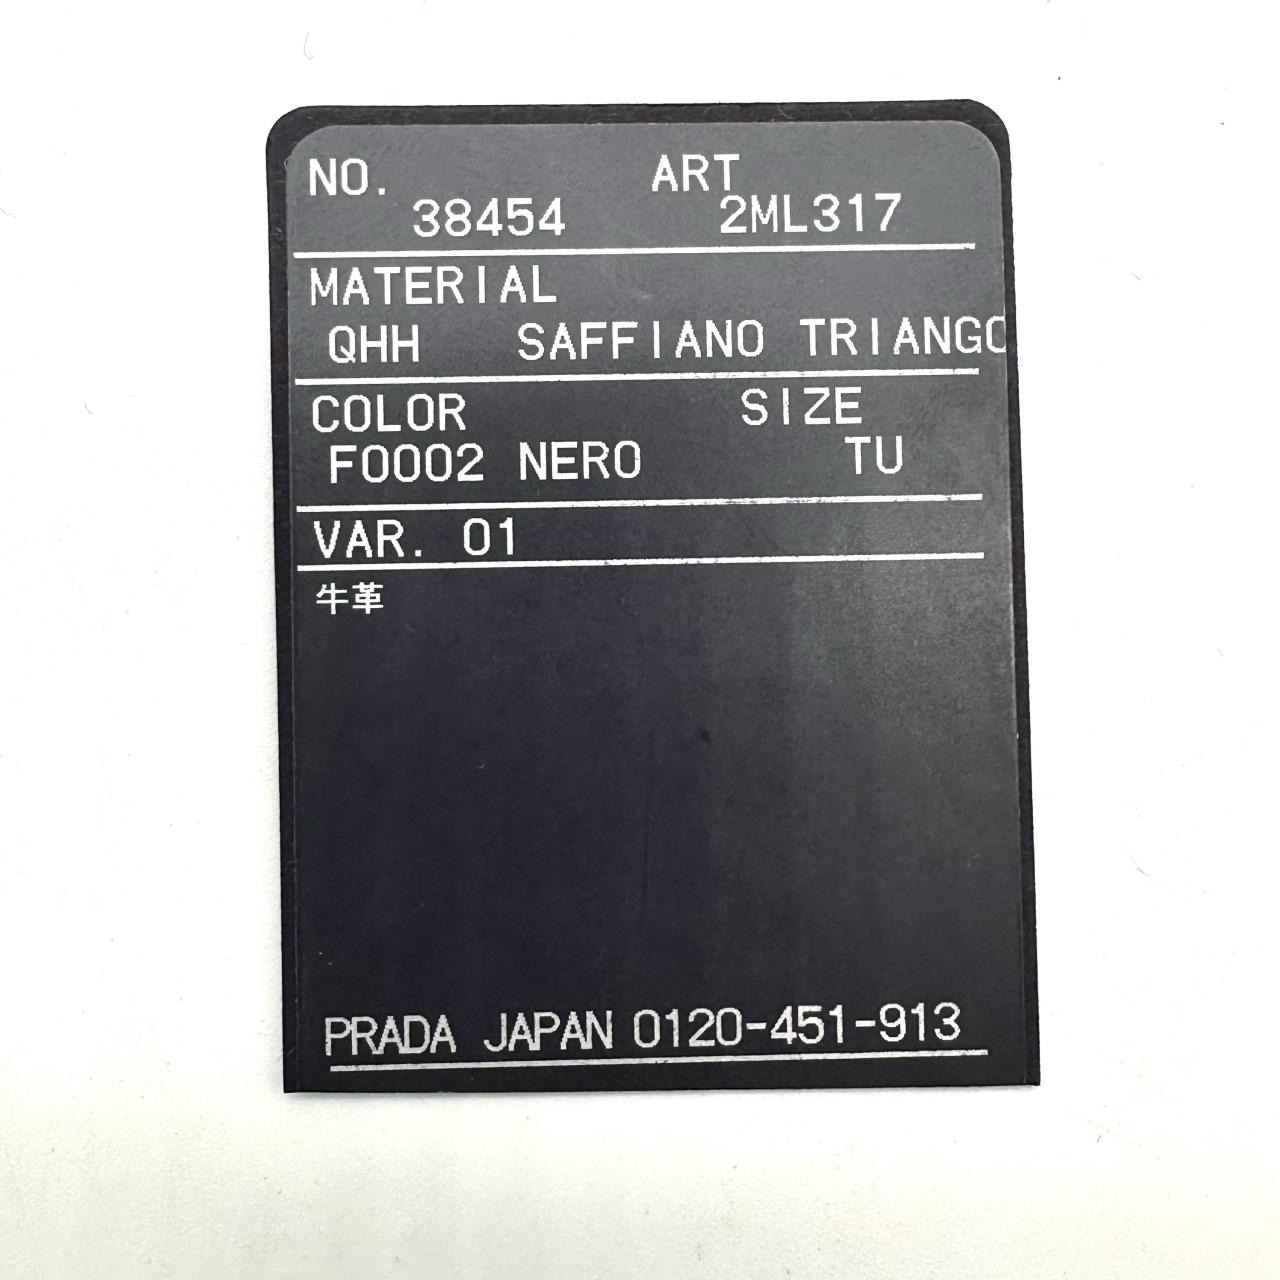 NO. ART
38454 2ML317
MATERIAL
QHH SAFFIANO TRIANGO
COLOR SIZE
F0002 NERO TU
VAR. 01
牛革
PRADA JAPAN 0120-451-913